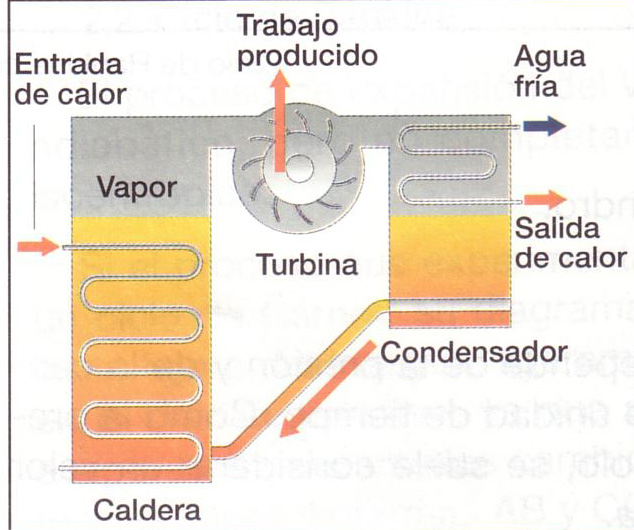 Trabajo
producido
Entrada
de calor
Agua
fría
Vapor
Turbina
Salida
de calor
Condensador
Caldera